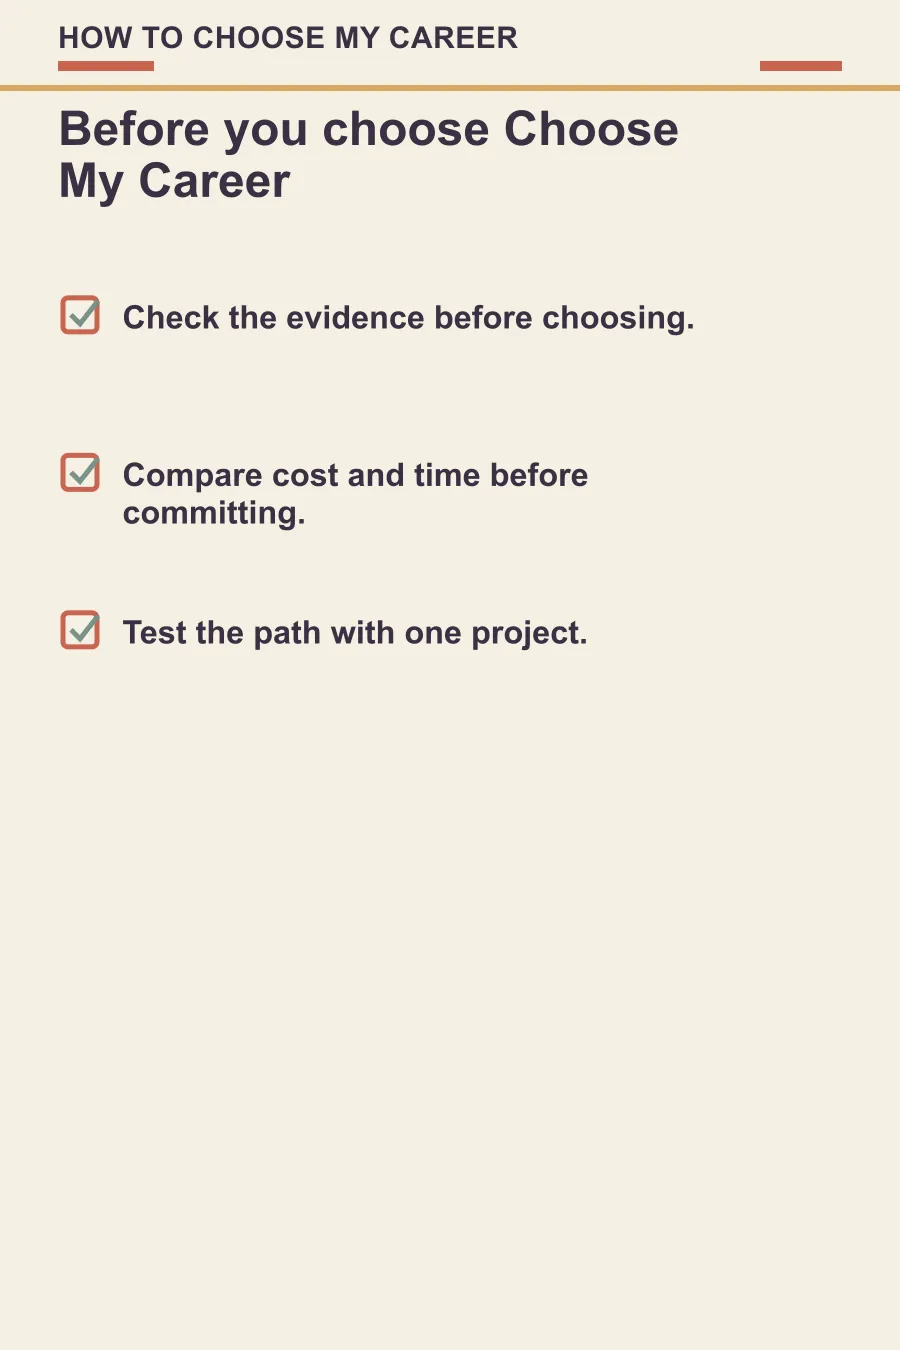 HOW TO CHOOSE MY CAREER
Before you choose Choose
My Career
Check the evidence before choosing.
Compare cost and time before
committing.
Test the path with one project.